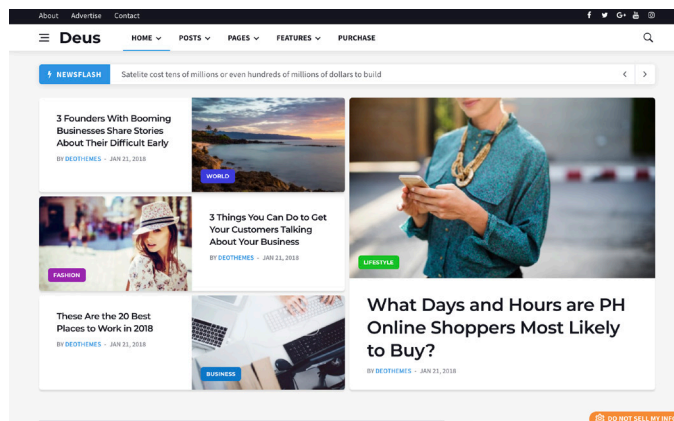 About Advertise Contact
Deus HOME POSTS PAGES FEATURES PURCHASE
NEWSFLASH Satelite cost tens of millions or even hundreds of millions of dollars to build
3 Founders With Booming
Businesses Share Stories
About Their Difficult Early
BY DEOTHEMES - JAN 21, 2018
WORLD
FASHION
3 Things You Can Do to Get
Your Customers Talking
About Your Business
BY DEOTHEMES - JAN 21, 2018
These Are the 20 Best
Places to Work in 2018
BY DEOTHEMES - JAN 21, 2018
BUSINESS
LIFESTYLE
What Days and Hours are PH
Online Shoppers Most Likely
to Buy?
BY DEOTHEMES - JAN 21, 2018
DO NOT SELL MY INFO